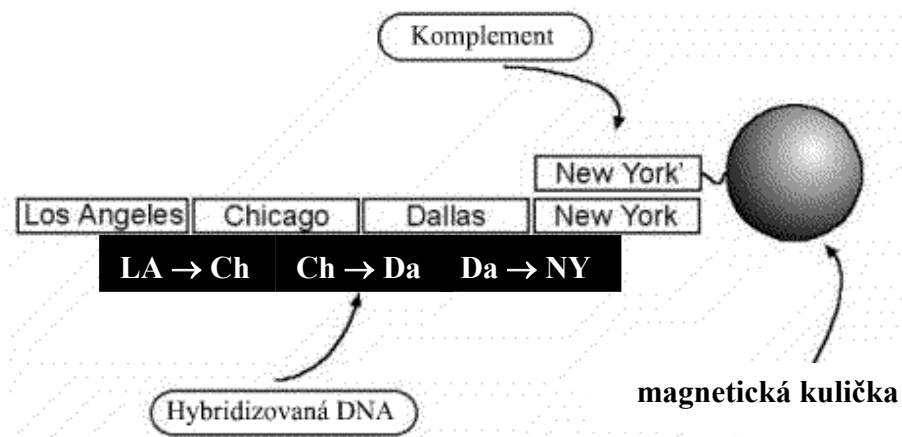 Komplement
New York'
Los Angeles Chicago Dallas New York
LA → Ch Ch → Da Da → NY
magnetická kulička
Hybridizovaná DNA